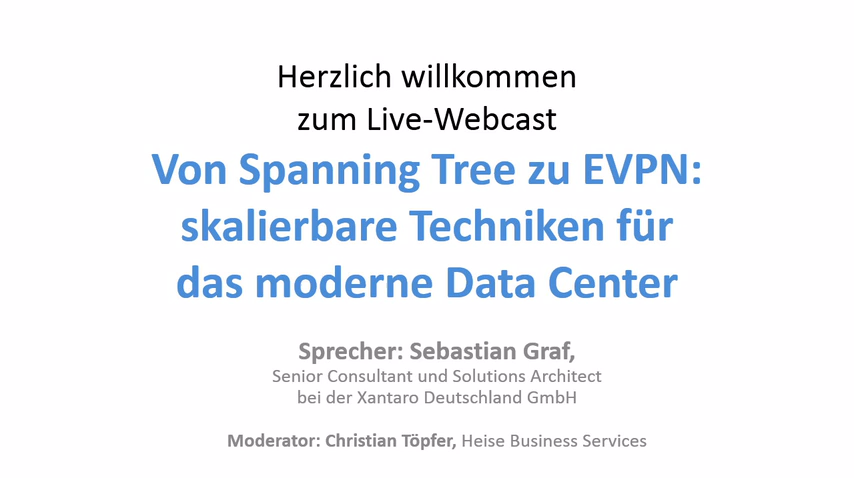 Herzlich willkommen
zum Live-Webcast
Von Spanning Tree zu EVPN:
skalierbare Techniken für
das moderne Data Center
Sprecher: Sebastian Graf,
Senior Consultant und Solutions Architect
bei der Xantaro Deutschland GmbH
Moderator: Christian Töpfer, Heise Business Services